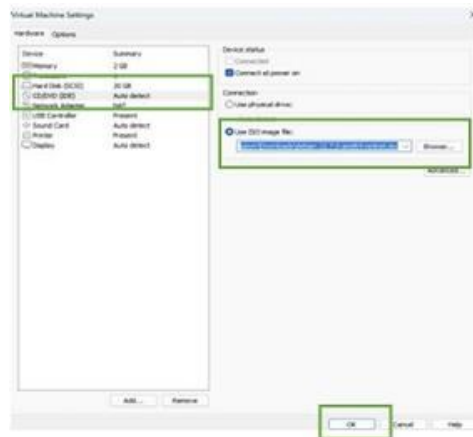 Virtual Machine Settings
Hardware Options
Device Summary
Memory 2 GB
Hard Disk (SCSI) 20 GB
CD/DVD (IDE) Auto detect
Network Adapter NAT
USB Controller Present
Sound Card Auto detect
Printer Present
Display Auto detect
Add... Remove
Device status
Connected
Connect at power on
Connection
Use physical drive:
Use ISO image file:
Browse...
Advanced...
OK Cancel Help